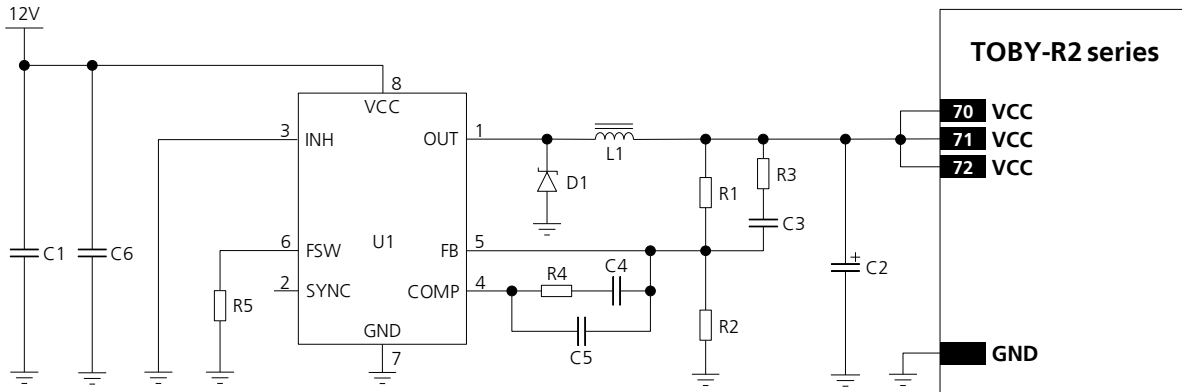 12V
TOBY-R2 series
8
VCC
70 VCC
3 INH
OUT 1
71 VCC
L1
72 VCC
D1
R1
R3
C3
C1
C6
6 FSW
U1
FB 5
C2
R5
2 SYNC
COMP 4
R4
C4
R2
GND
7
C5
GND